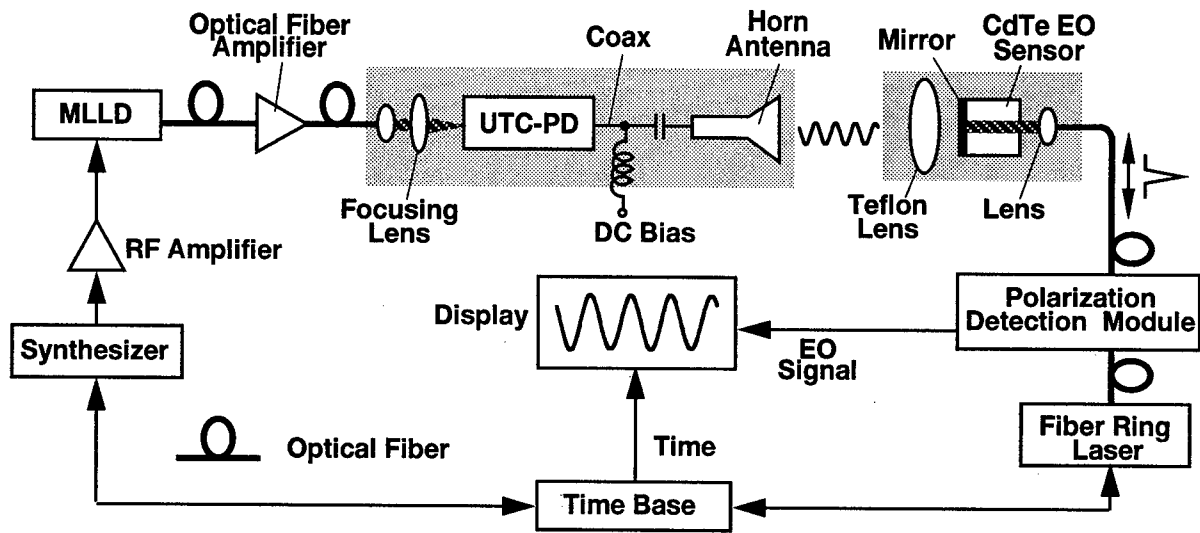 Optical Fiber
Amplifier
Coax
Horn
Antenna
Mirror
CdTe EO
Sensor
MLLD
UTC-PD
Focusing
Lens
DC Bias
Teflon
Lens
Lens
RF Amplifier
Synthesizer
Display
EO
Signal
Polarization
Detection Module
Optical Fiber
Time
Fiber Ring
Laser
Time Base